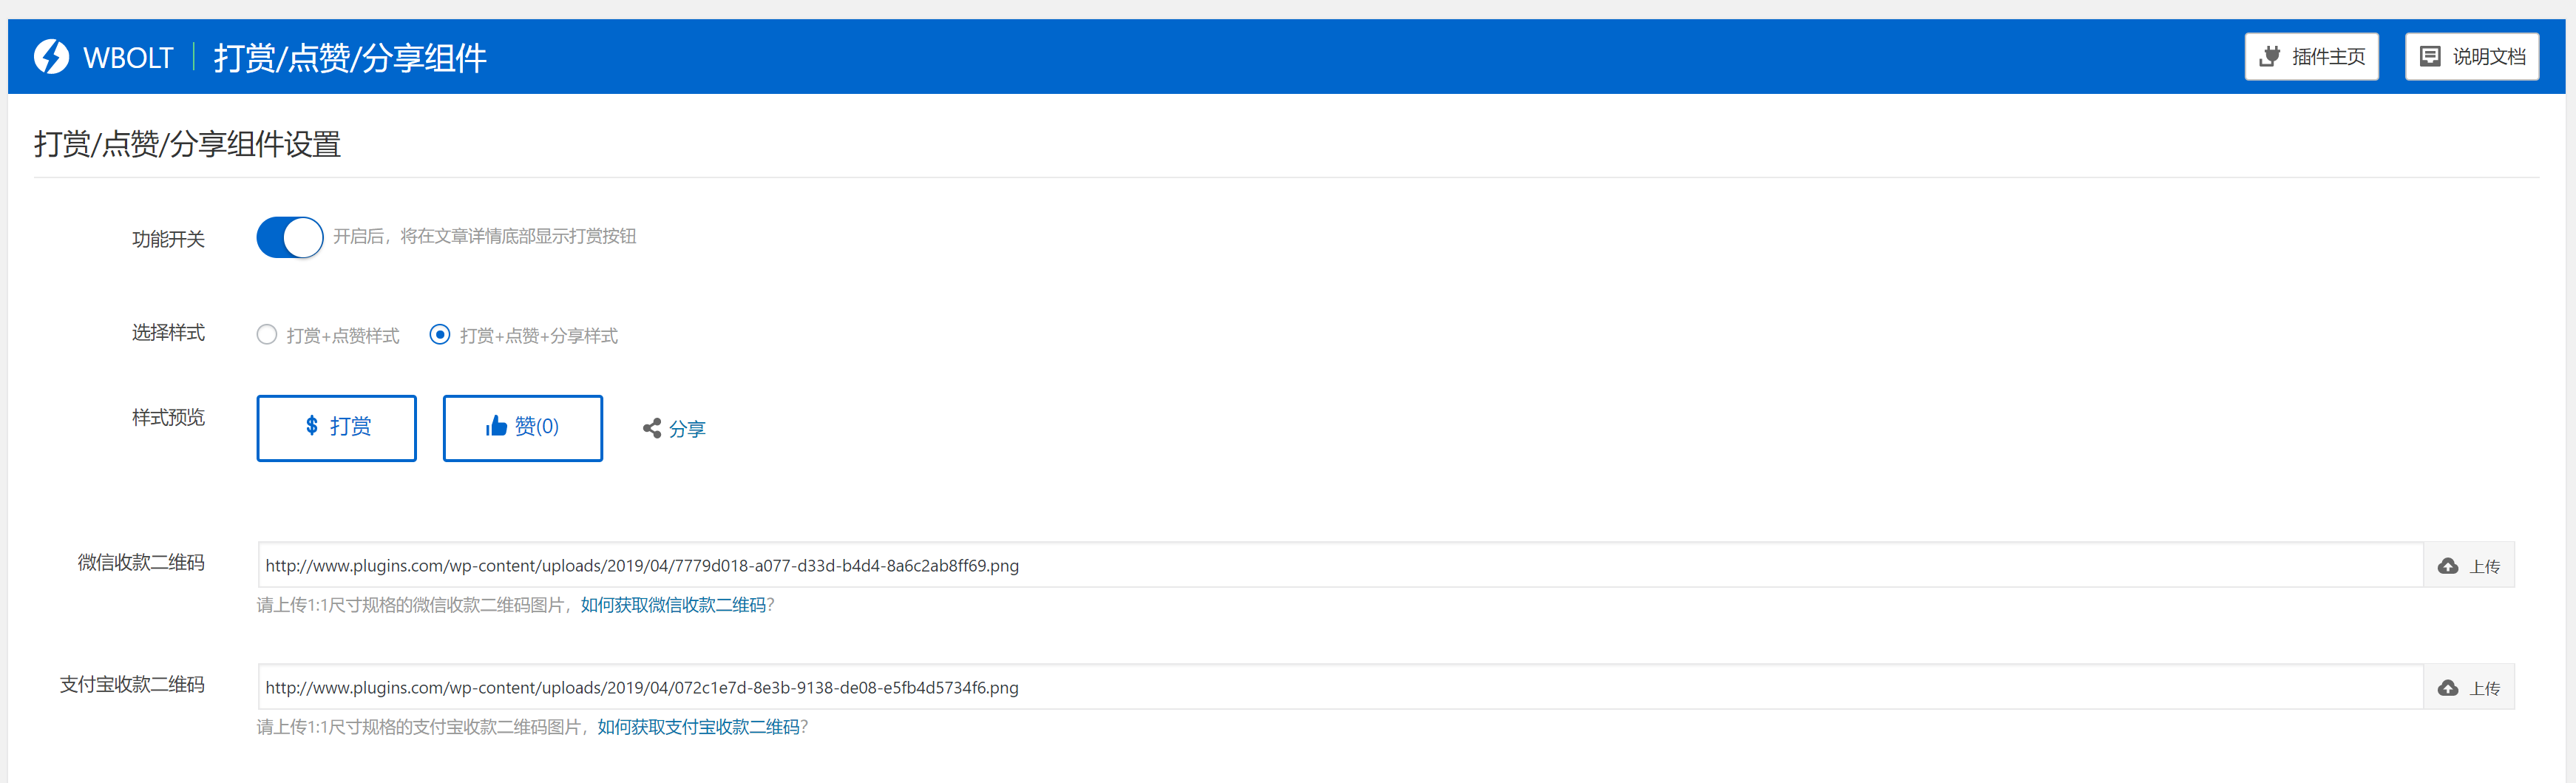 WBOLT 打赏/点赞/分享组件 插件主页 说明文档
打赏/点赞/分享组件设置
功能开关 开启后，将在文章详情底部显示打赏按钮
选择样式 打赏+点赞样式 打赏+点赞+分享样式
样式预览 $ 打赏 赞(0) 分享
微信收款二维码 http://www.plugins.com/wp-content/uploads/2019/04/7779d018-a077-d33d-b4d4-8a6c2ab8ff69.png 上传
请上传1:1尺寸规格的微信收款二维码图片，如何获取微信收款二维码?
支付宝收款二维码 http://www.plugins.com/wp-content/uploads/2019/04/072c1e7d-8e3b-9138-de08-e5fb4d5734f6.png 上传
请上传1:1尺寸规格的支付宝收款二维码图片，如何获取支付宝收款二维码?